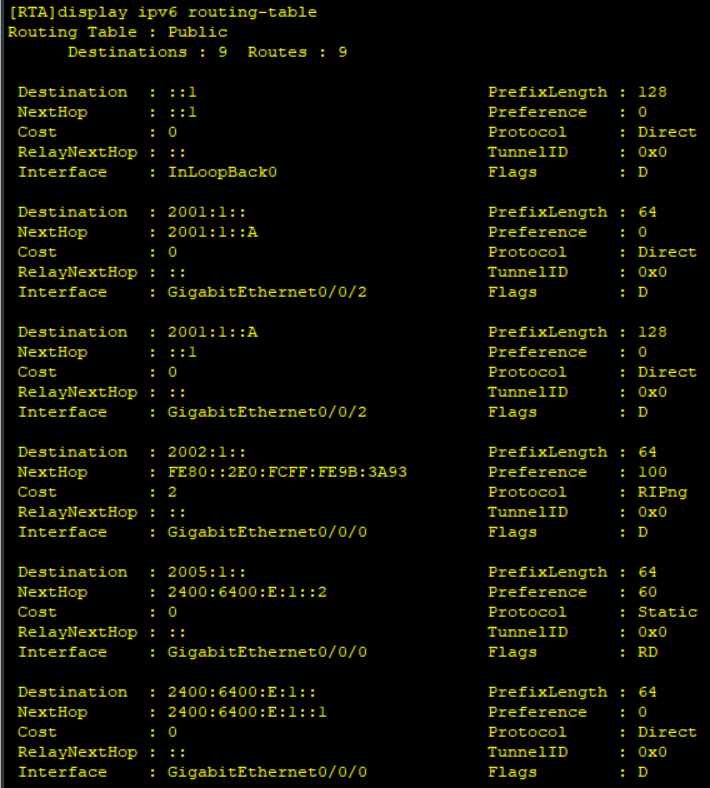 [RTA]display ipv6 routing-table
Routing Table : Public
Destinations : 9  Routes : 9
Destination  : ::1                             PrefixLength : 128
NextHop      : ::1                             Preference   : 0
Cost         : 0                               Protocol     : Direct
RelayNextHop : ::                              TunnelID     : 0x0
Interface    : InLoopBack0                     Flags        : D
Destination  : 2001:1::                        PrefixLength : 64
NextHop      : 2001:1::A                       Preference   : 0
Cost         : 0                               Protocol     : Direct
RelayNextHop : ::                              TunnelID     : 0x0
Interface    : GigabitEthernet0/0/2            Flags        : D
Destination  : 2001:1::A                       PrefixLength : 128
NextHop      : ::1                             Preference   : 0
Cost         : 0                               Protocol     : Direct
RelayNextHop : ::                              TunnelID     : 0x0
Interface    : GigabitEthernet0/0/2            Flags        : D
Destination  : 2002:1::                        PrefixLength : 64
NextHop      : FE80::2E0:FCFF:FE9B:3A93        Preference   : 100
Cost         : 2                               Protocol     : RIPng
RelayNextHop : ::                              TunnelID     : 0x0
Interface    : GigabitEthernet0/0/0            Flags        : D
Destination  : 2005:1::                        PrefixLength : 64
NextHop      : 2400:6400:E:1::2                Preference   : 60
Cost         : 0                               Protocol     : Static
RelayNextHop : ::                              TunnelID     : 0x0
Interface    : GigabitEthernet0/0/0            Flags        : RD
Destination  : 2400:6400:E:1::                 PrefixLength : 64
NextHop      : 2400:6400:E:1::1                Preference   : 0
Cost         : 0                               Protocol     : Direct
RelayNextHop : ::                              TunnelID     : 0x0
Interface    : GigabitEthernet0/0/0            Flags        : D